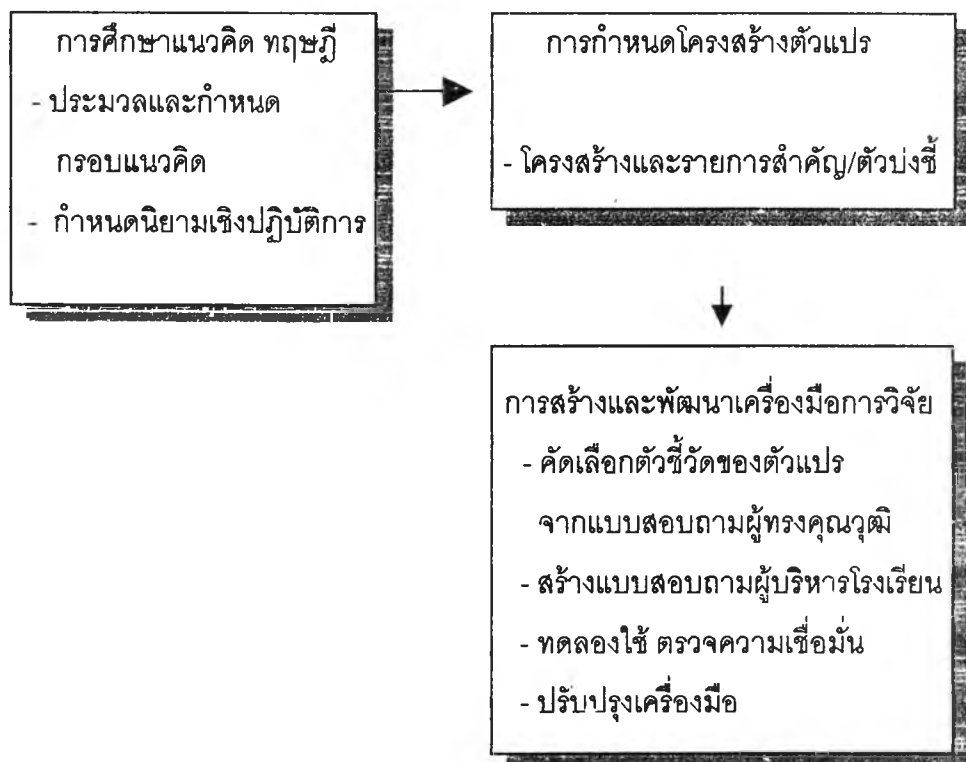 การศึกษาแนวคิด ทฤษฎี
- ประมวลและกำหนด
กรอบแนวคิด
- กำหนดนิยามเชิงปฏิบัติการ
การกำหนดโครงสร้างตัวแปร
- โครงสร้างและรายการสำคัญ/ตัวบ่งชี้
การสร้างและพัฒนาเครื่องมือการวิจัย
- คัดเลือกตัวชี้วัดของตัวแปร
จากแบบสอบถามผู้ทรงคุณวุฒิ
- สร้างแบบสอบถามผู้บริหารโรงเรียน
- ทดลองใช้ ตรวจความเชื่อมั่น
- ปรับปรุงเครื่องมือ